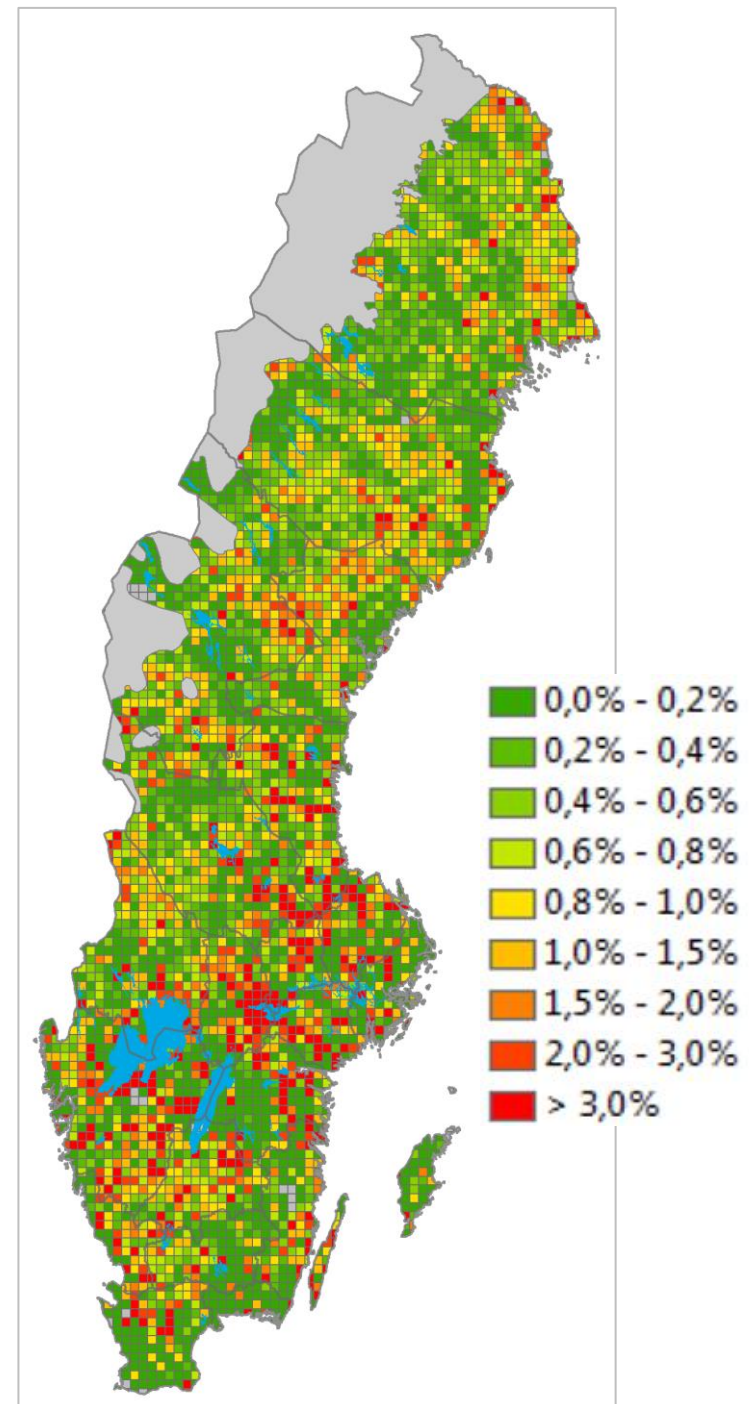 0,0% - 0,2%
0,2% - 0,4%
0,4% - 0,6%
0,6% - 0,8%
0,8% - 1,0%
1,0% - 1,5%
1,5% - 2,0%
2,0% - 3,0%
> 3,0%